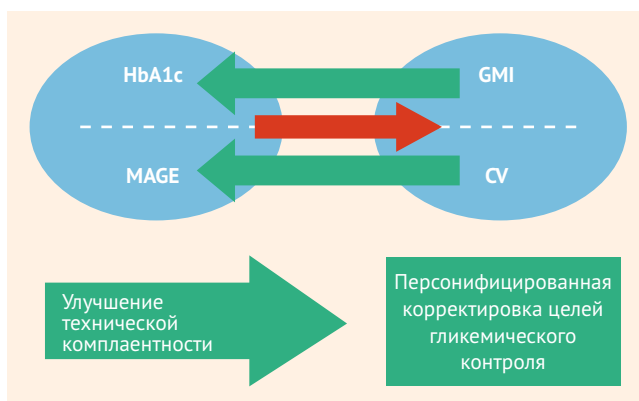 HbA1c
GMI
MAGE
CV
Улучшение
технической
комплаентности
Персонифицированная
корректировка целей
гликемического
контроля